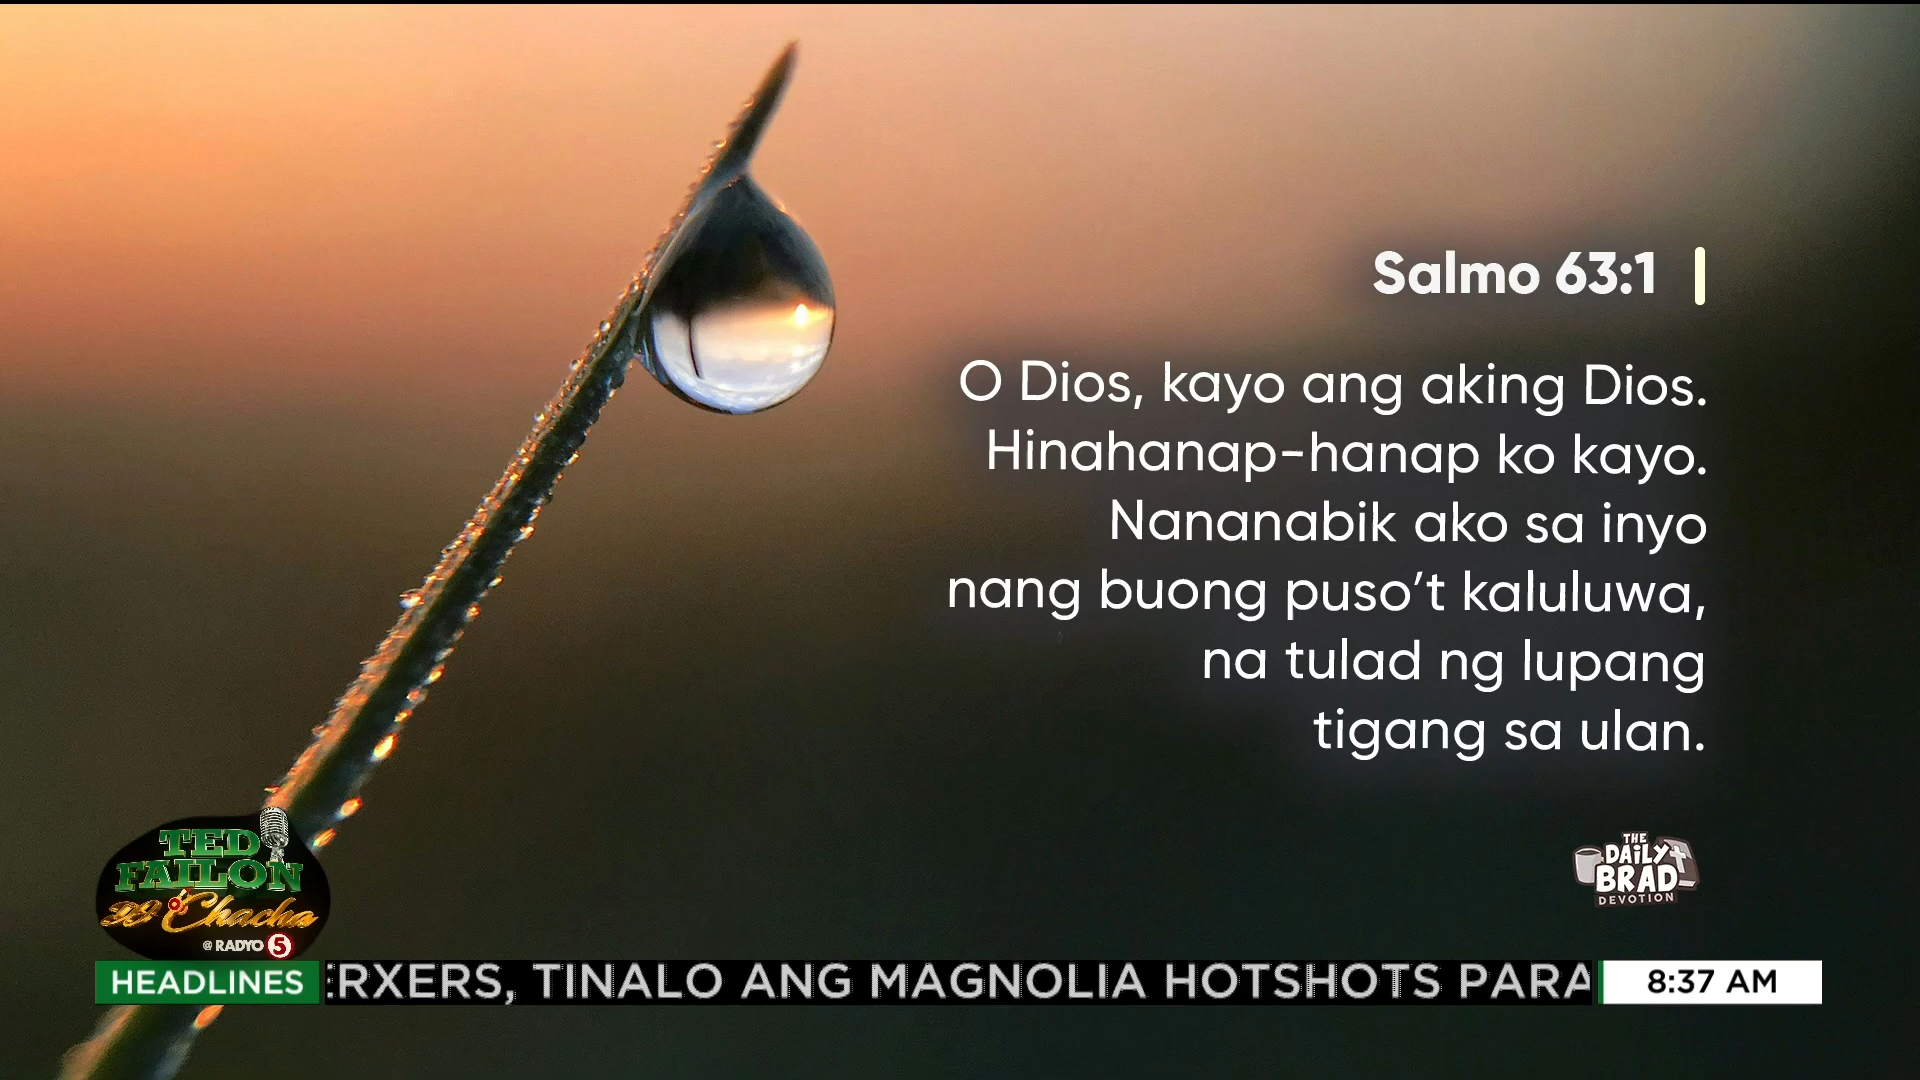 Salmo 63:1
O Dios, kayo ang aking Dios.
Hinahanap-hanap ko kayo.
Nananabik ako sa inyo
nang buong puso't kaluluwa,
na tulad ng lupang
tigang sa ulan.
THE
DAILY
BRAD
DEVOTION
TED
FAILON
Chacha
@ RADYO 5
HEADLINES
ERXERS, TINALO ANG MAGNOLIA HOTSHOTS PARA
8:37 AM